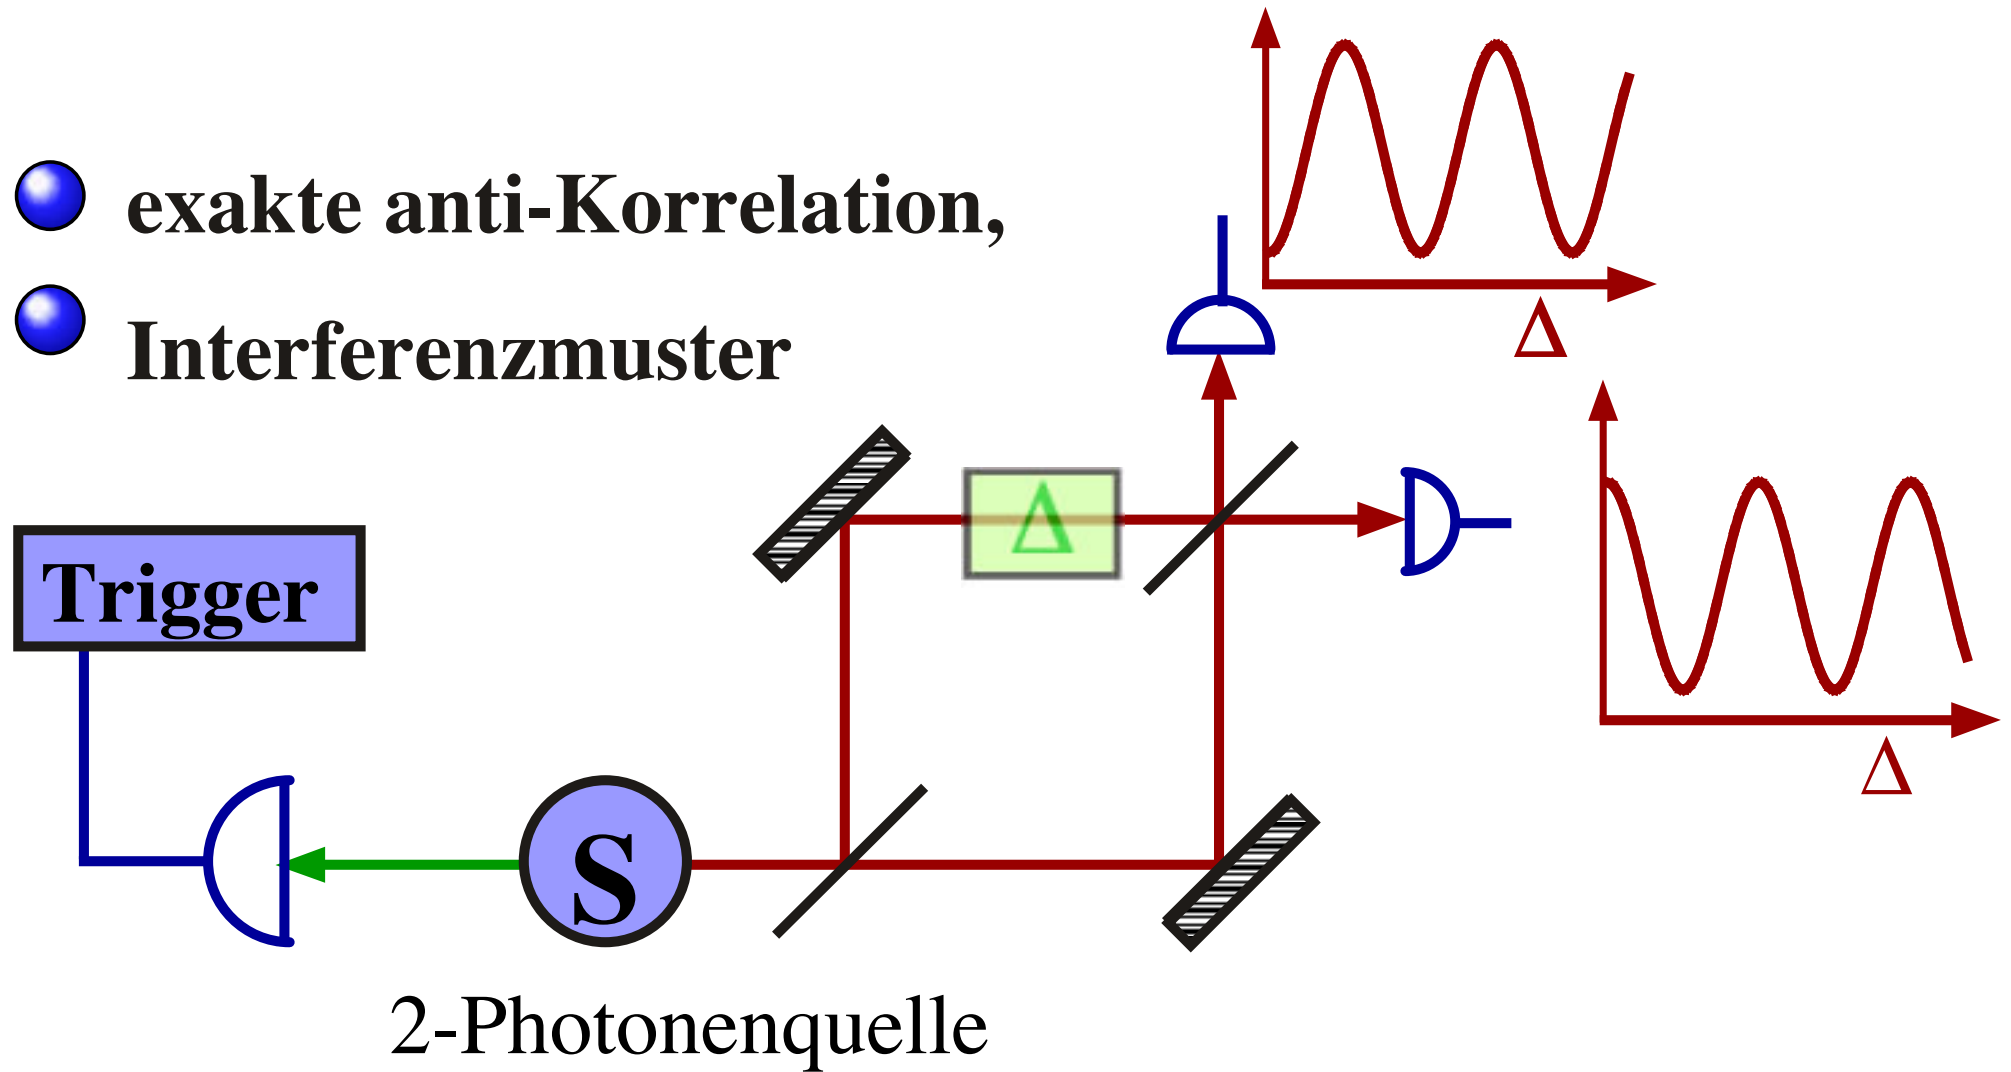 exakte anti-Korrelation,
Interferenzmuster
Δ
Δ
Δ
Trigger
S
2-Photonenquelle